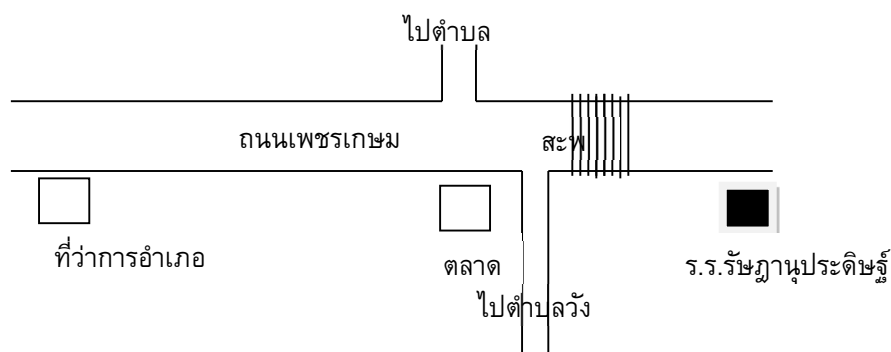 ไปตำบล
ถนนเพชรเกษม
สะพ
ที่ว่าการอำเภอ
ตลาด
ร.ร.รัษฎานุประดิษฐ์
ไปตำบลวัง